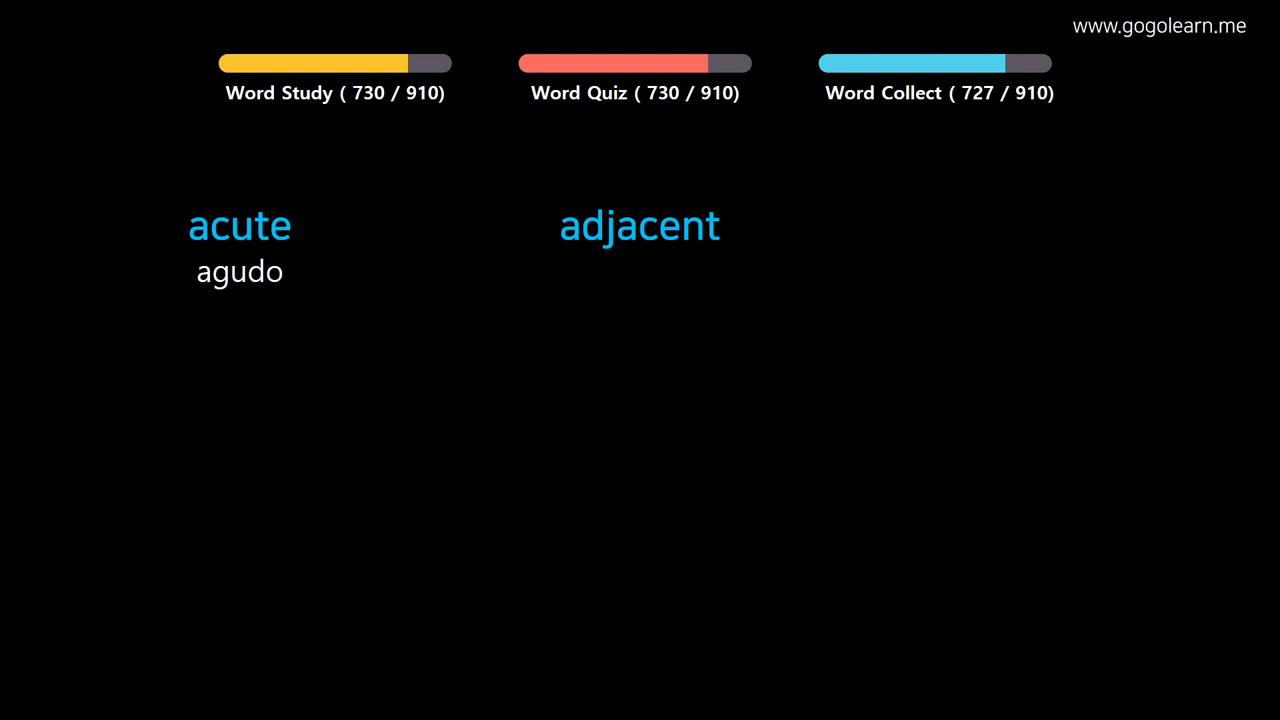 www.gogolearn.me
Word Study ( 730 / 910)
Word Quiz ( 730 / 910)
Word Collect ( 727 / 910)
acute
agudo
adjacent